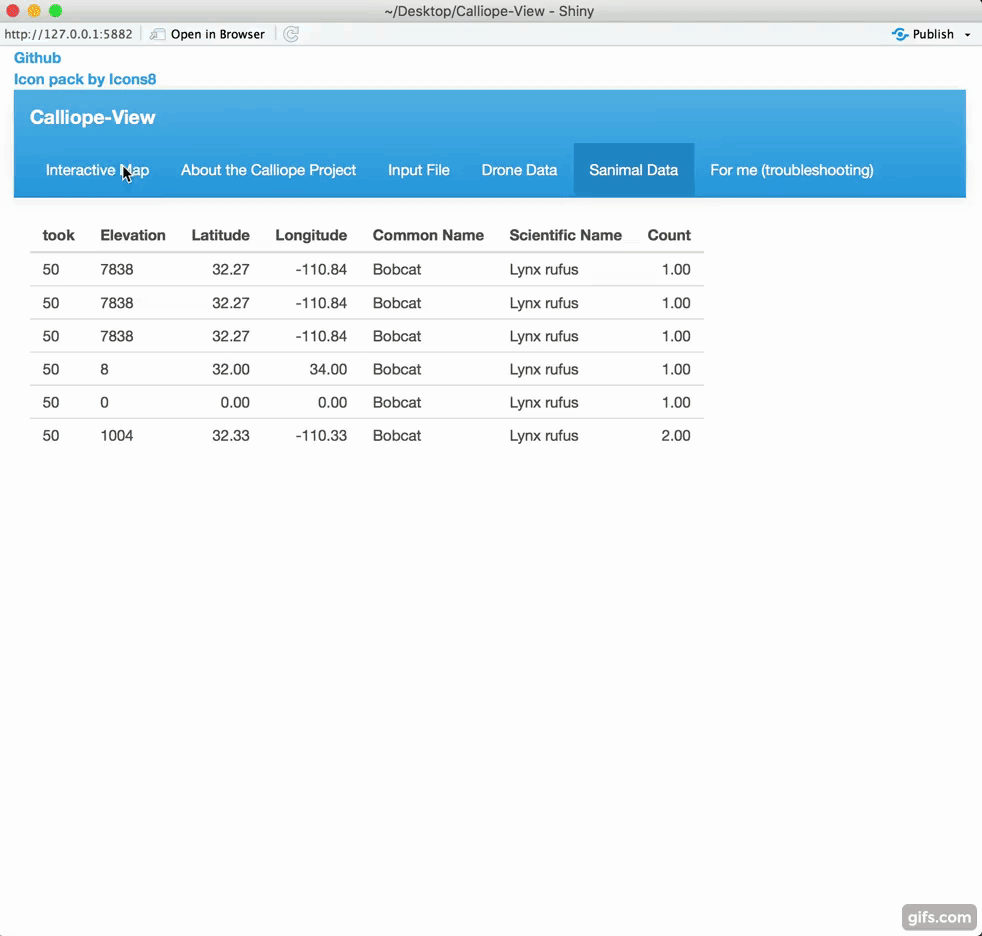 ~/Desktop/Calliope-View - Shiny
http://127.0.0.1:5882 Open in Browser Publish
Github
Icon pack by Icons8
Calliope-View
Interactive Map About the Calliope Project Input File Drone Data Sanimal Data For me (troubleshooting)
took Elevation Latitude Longitude Common Name Scientific Name Count
50 7838 32.27 -110.84 Bobcat Lynx rufus 1.00
50 7838 32.27 -110.84 Bobcat Lynx rufus 1.00
50 7838 32.27 -110.84 Bobcat Lynx rufus 1.00
50 8 32.00 34.00 Bobcat Lynx rufus 1.00
50 0 0.00 0.00 Bobcat Lynx rufus 1.00
50 1004 32.33 -110.33 Bobcat Lynx rufus 2.00
gifs.com